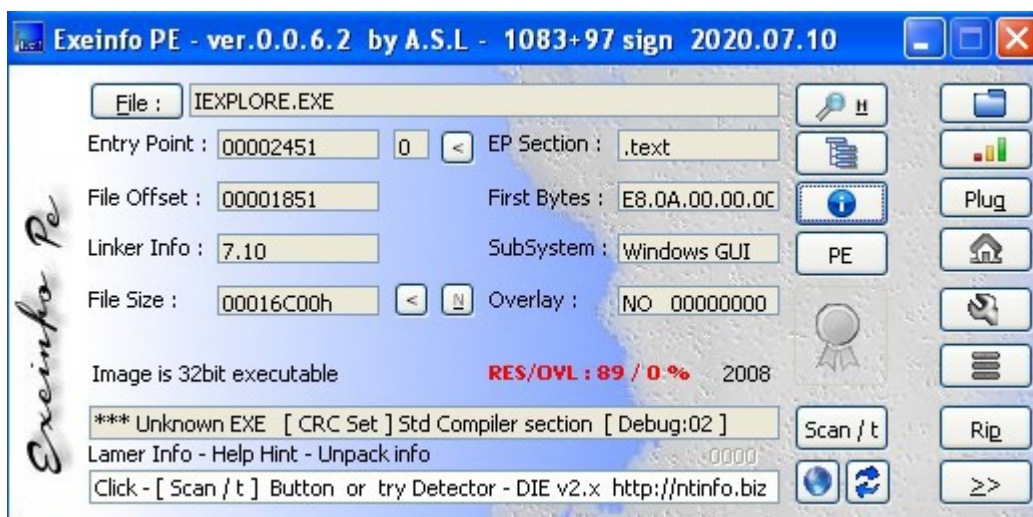 Exeinfo PE - ver.0.0.6.2 by A.S.L - 1083+97 sign 2020.07.10
File : IEXPLORE.EXE H
Entry Point : 00002451 0 < EP Section : .text
File Offset : 00001851 First Bytes : E8.0A.00.00.0C Plug
Linker Info : 7.10 SubSystem : Windows GUI PE
File Size : 00016C00h < N Overlay : NO 00000000
Image is 32bit executable RES/OVL : 89 / 0 % 2008
*** Unknown EXE [ CRC Set ] Std Compiler section [ Debug:02 ] Scan / t Rip
Lamer Info - Help Hint - Unpack info 0000
Click - [ Scan / t ] Button or try Detector - DIE v2.x http://ntinfo.biz >>
Exeinfo Pe